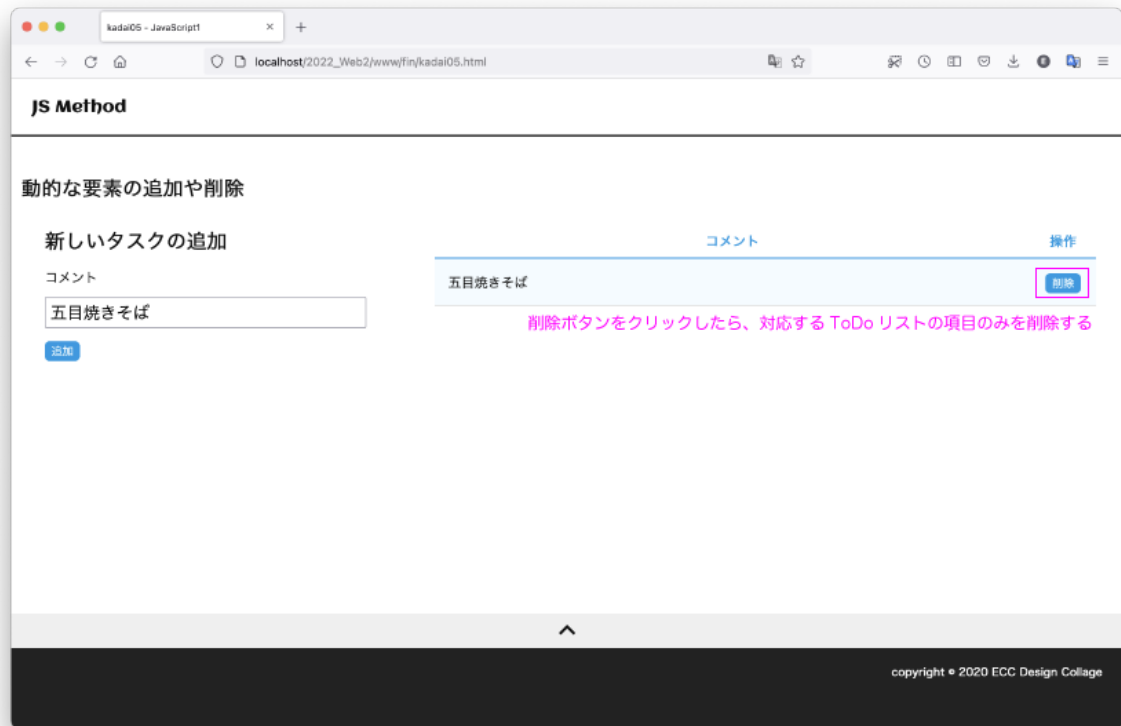 kadai05 - JavaScript1
localhost/2022_Web2/www/fin/kadai05.html
JS Method
動的な要素の追加や削除
新しいタスクの追加
コメント
五目焼きそば
追加
コメント 操作
五目焼きそば 削除
削除ボタンをクリックしたら、対応する ToDo リストの項目のみを削除する
copyright © 2020 ECC Design Collage